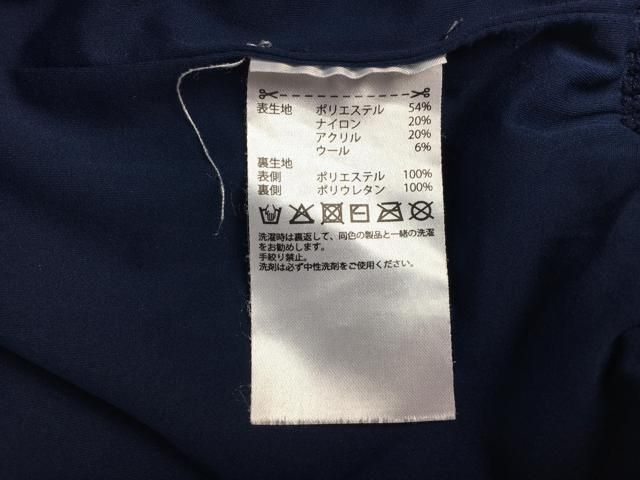 表生地 ポリエステル 54%
ナイロン 20%
アクリル 20%
ウール 6%
裏生地
表側 ポリエステル 100%
裏側 ポリウレタン 100%
洗濯時は裏返して、同色の製品と一緒の洗濯
をお勧めします。
手絞り禁止。
洗剤は必ず中性洗剤をご使用ください。